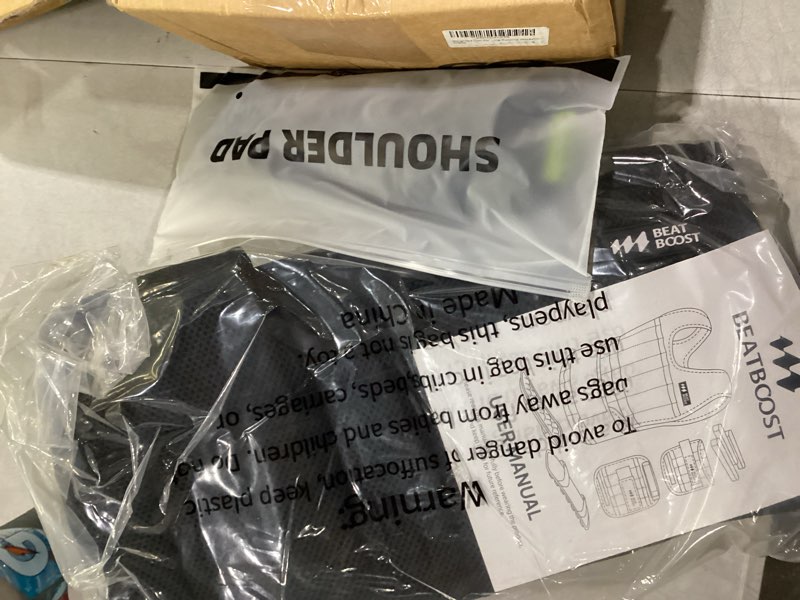 SHOULDER PAD
BEAT
BOOST
BEATBOOST
USER MANUAL
Warning:
To avoid danger of suffocation, keep plastic
bags away from babies and children. Do not
use this bag in cribs,beds, carriages, or
playpens, this bag is not a toy.
Made in China